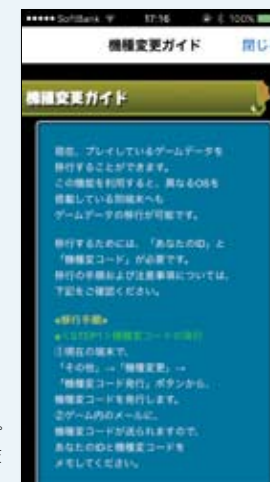 SoftBank 17:16 100%
機種変更ガイド 閉じ
機種変更ガイド
現在、プレイしているゲームデータを
移行することができます。
この機能を利用すると、異なるOSを
搭載している端末へも
ゲームデータの移行が可能です。
移行するためには、「あなたのID」と
「機種変更コード」が必要です。
移行の手順および注意事項については、
下記をご確認ください。
<移行手順>
<STEP1>機種変更コードの発行
①現在の端末で、
「その他」→「機種変更」→
「機種変更コード発行」ボタンから、
機種変更コードを発行します。
②ゲーム内のメールに、
機種変更コードが送られますので、
あなたのIDと機種変更コードを
メモしてください。